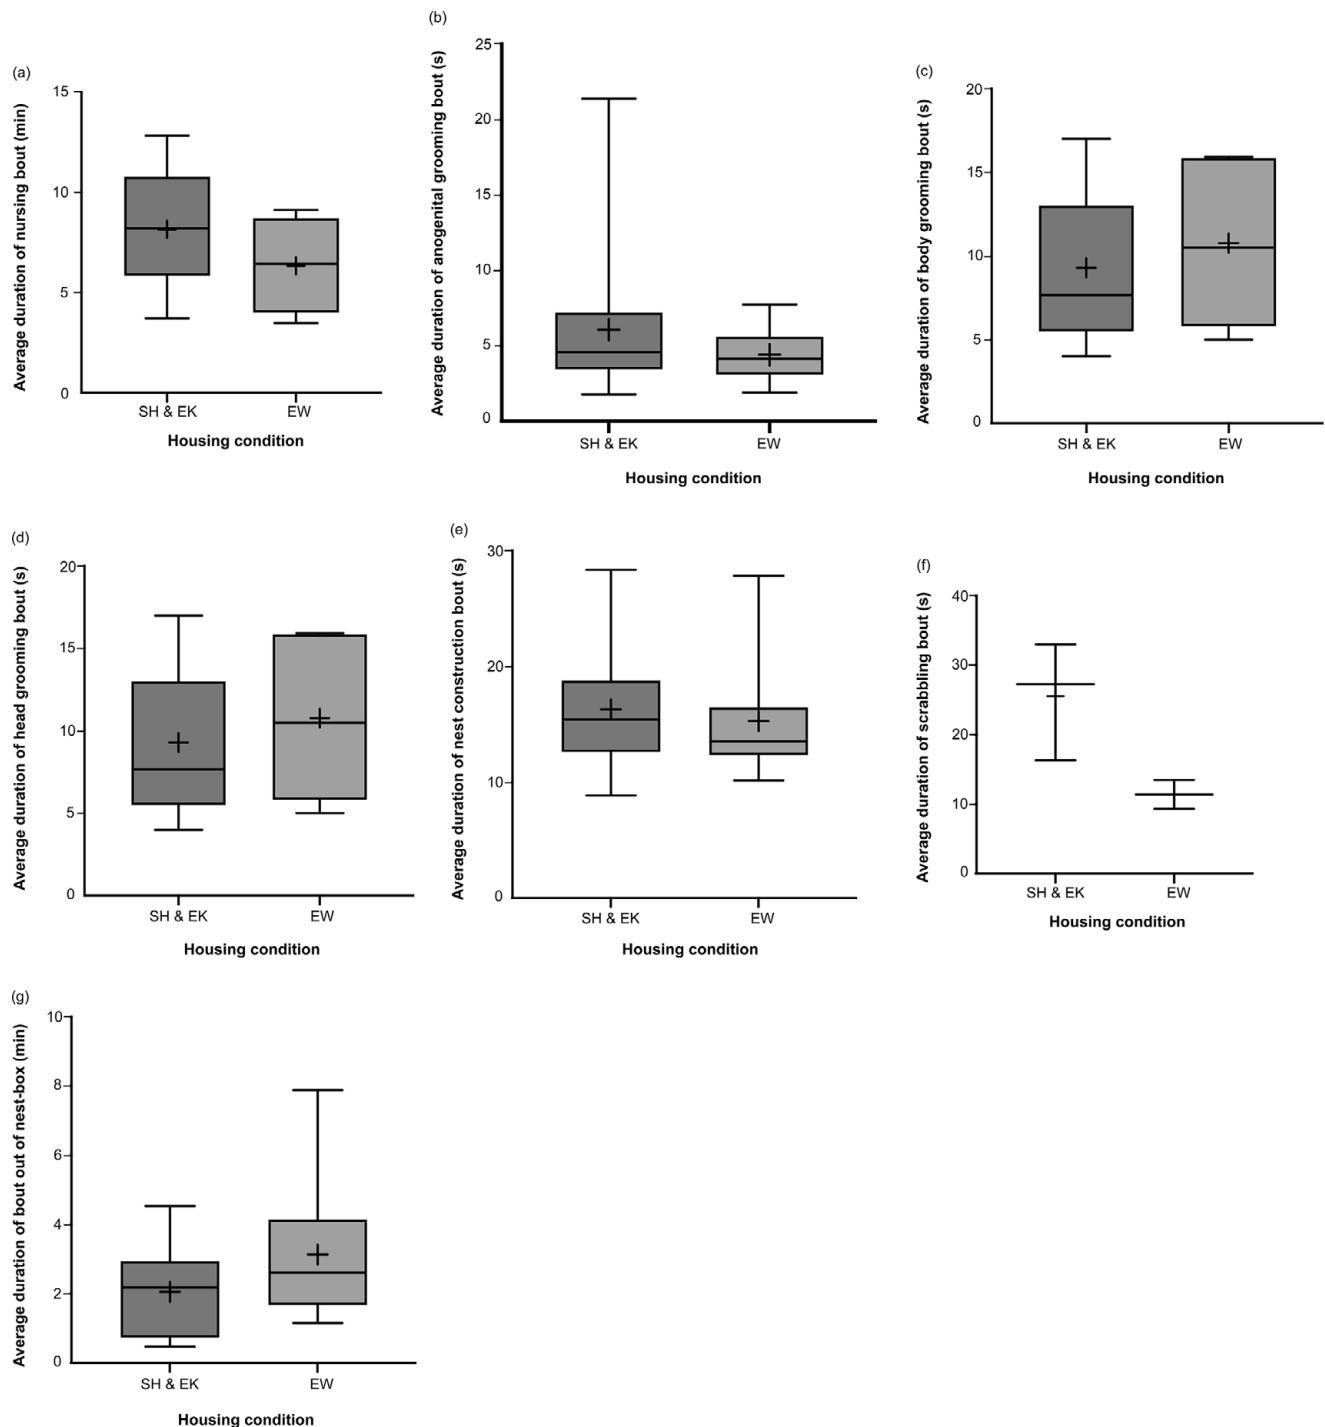 (a)
Average duration of nursing bout (min)
15
10
5
0
SH & EK
EW
Housing condition
(b)
Average duration of anogenital grooming bout (s)
25
20
15
10
5
0
SH & EK
EW
Housing condition
(c)
Average duration of body grooming bout (s)
20
15
10
5
0
SH & EK
EW
Housing condition
(d)
Average duration of head grooming bout (s)
20
15
10
5
0
SH & EK
EW
Housing condition
(e)
Average duration of nest construction bout (s)
30
20
10
0
SH & EK
EW
Housing condition
(f)
Average duration of scrabbling bout (s)
40
30
20
10
0
SH & EK
EW
Housing condition
(g)
Average duration of bout out of nest-box (min)
10
8
6
4
2
0
SH & EK
EW
Housing condition